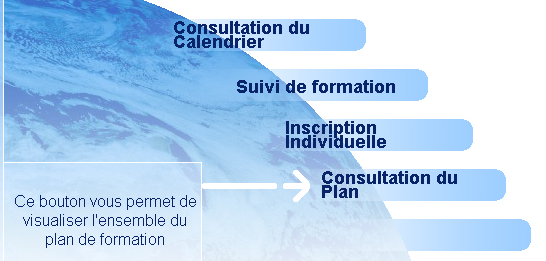 Consultation du
Calendrier
Suivi de formation
Inscription
Individuelle
Consultation du
Plan
Ce bouton vous permet de
visualiser l'ensemble du
plan de formation